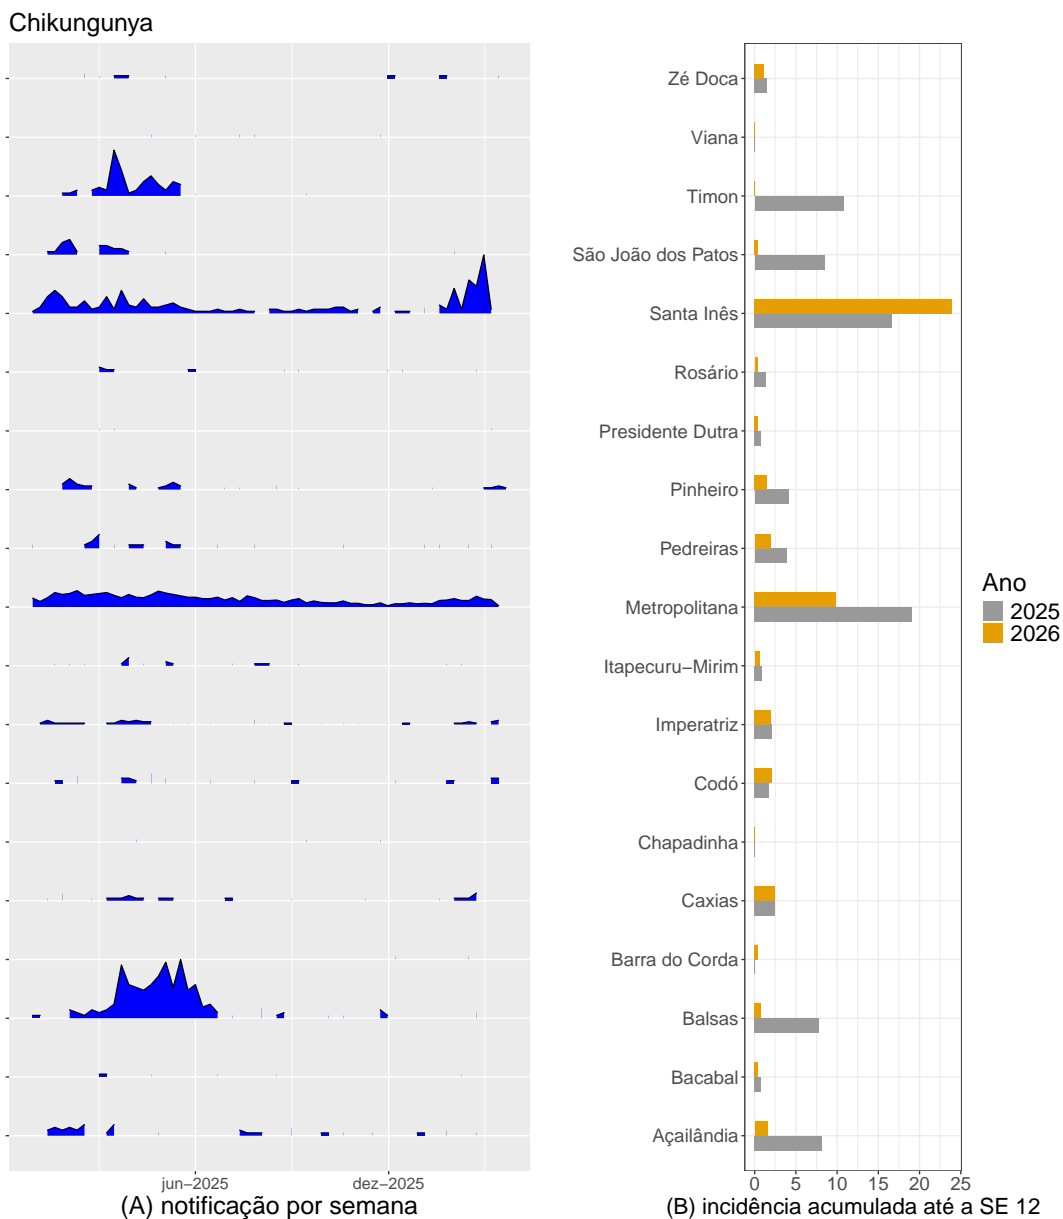 Chikungunya
Zé Doca
Viana
Timon
São João dos Patos
Santa Inês
Rosário
Presidente Dutra
Pinheiro
Pedreiras
Metropolitana
Itapecuru−Mirim
Imperatriz
Codó
Chapadinha
Caxias
Barra do Corda
Balsas
Bacabal
Açailândia
Ano
2025
2026
jun−2025 dez−2025
0 5 10 15 20 25
(A) notificação por semana
(B) incidência acumulada até a SE 12